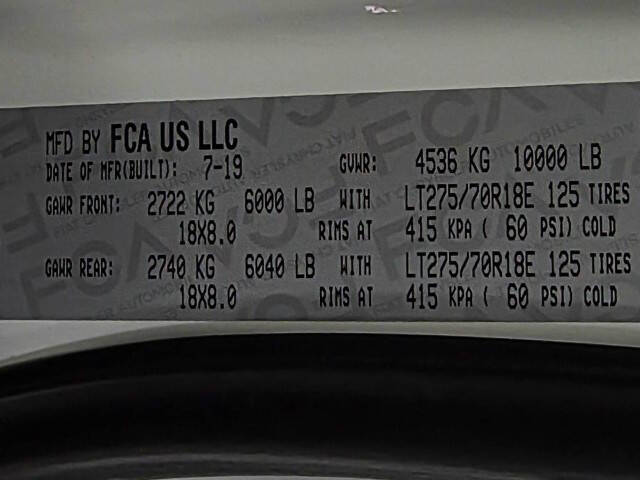 MFD BY FCA US LLC
DATE OF MFR(BUILT): 7-19 GVWR: 4536 KG 10000 LB
GAWR FRONT: 2722 KG 6000 LB WITH LT275/70R18E 125 TIRES
18X8.0 RIMS AT 415 KPA ( 60 PSI) COLD
GAWR REAR: 2740 KG 6040 LB WITH LT275/70R18E 125 TIRES
18X8.0 RIMS AT 415 KPA ( 60 PSI) COLD